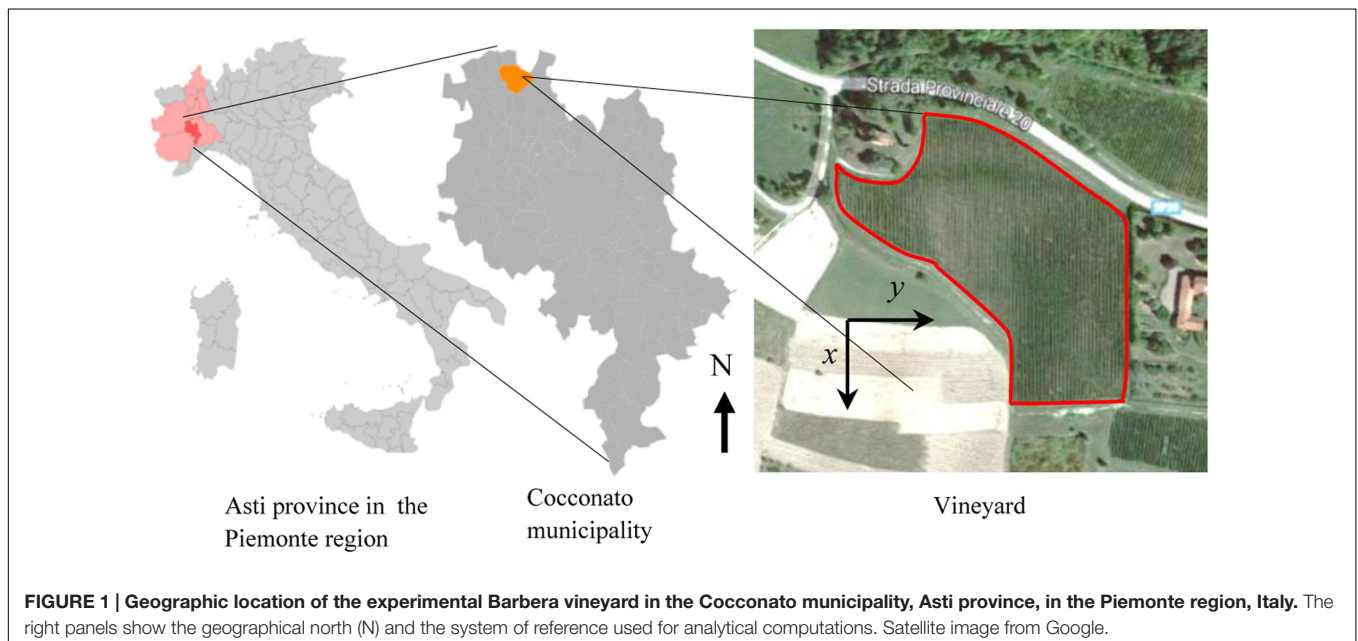 Strada Provinciale 20
SP20
y
x
N
Asti province in the
Piemonte region
Cocconato
municipality
Vineyard
FIGURE 1 | Geographic location of the experimental Barbera vineyard in the Cocconato municipality, Asti province, in the Piemonte region, Italy. The
right panels show the geographical north (N) and the system of reference used for analytical computations. Satellite image from Google.